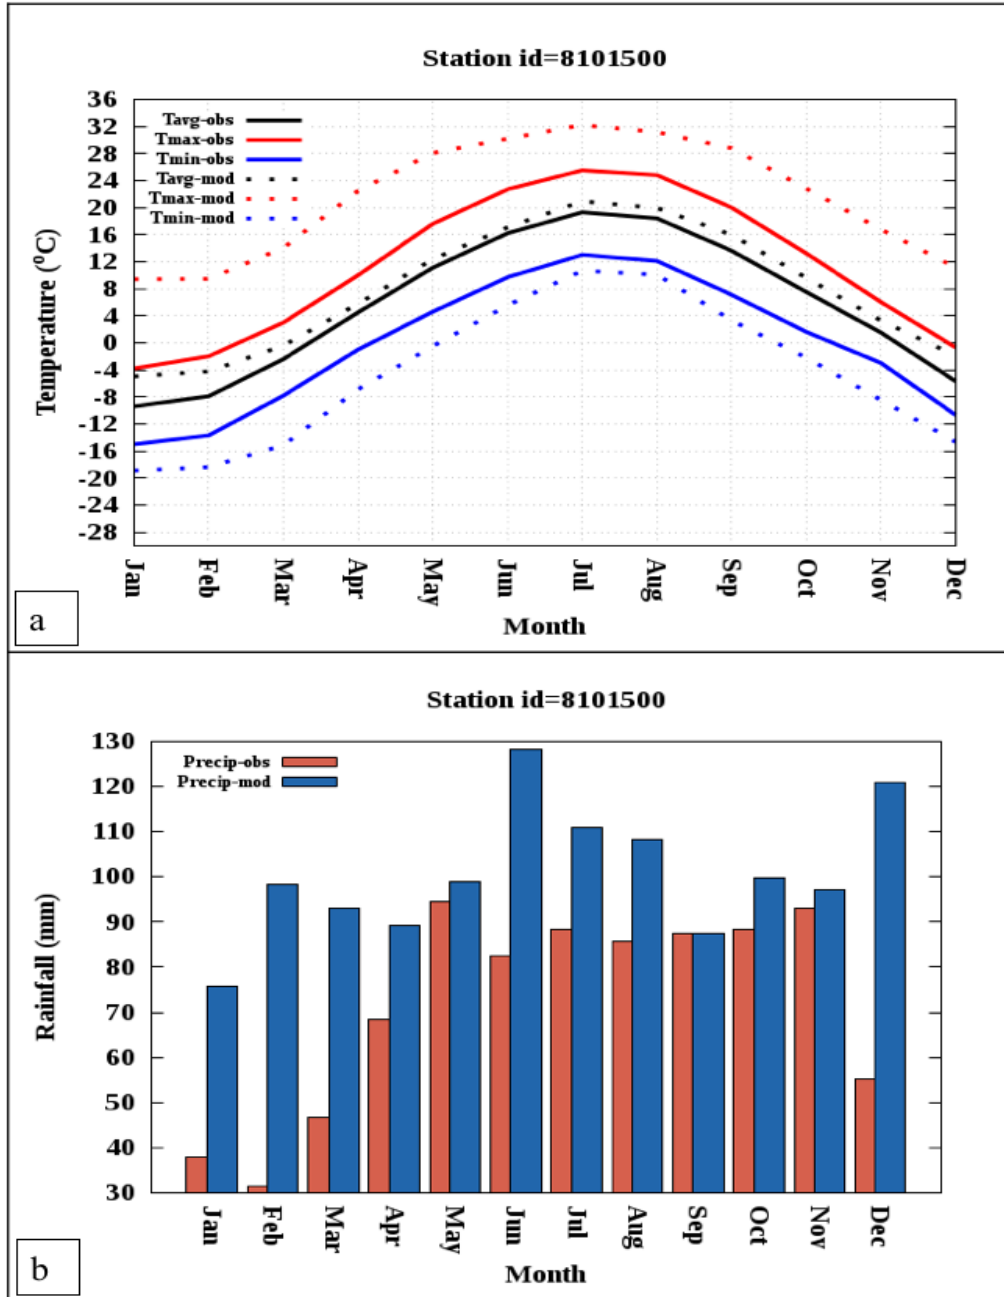 Station id=8101500
36
32
28
24
20
16
12
8
4
0
-4
-8
-12
-16
-20
-24
-28
Temperature (⁰C)
Tavg-obs
Tmax-obs
Tmin-obs
Tavg-mod
Tmax-mod
Tmin-mod
Jan Feb Mar Apr May Jun Jul Aug Sep Oct Nov Dec
Month
a
Station id=8101500
130
120
110
100
90
80
70
60
50
40
30
Rainfall (mm)
Precip-obs
Precip-mod
Jan Feb Mar Apr May Jun Jul Aug Sep Oct Nov Dec
Month
b